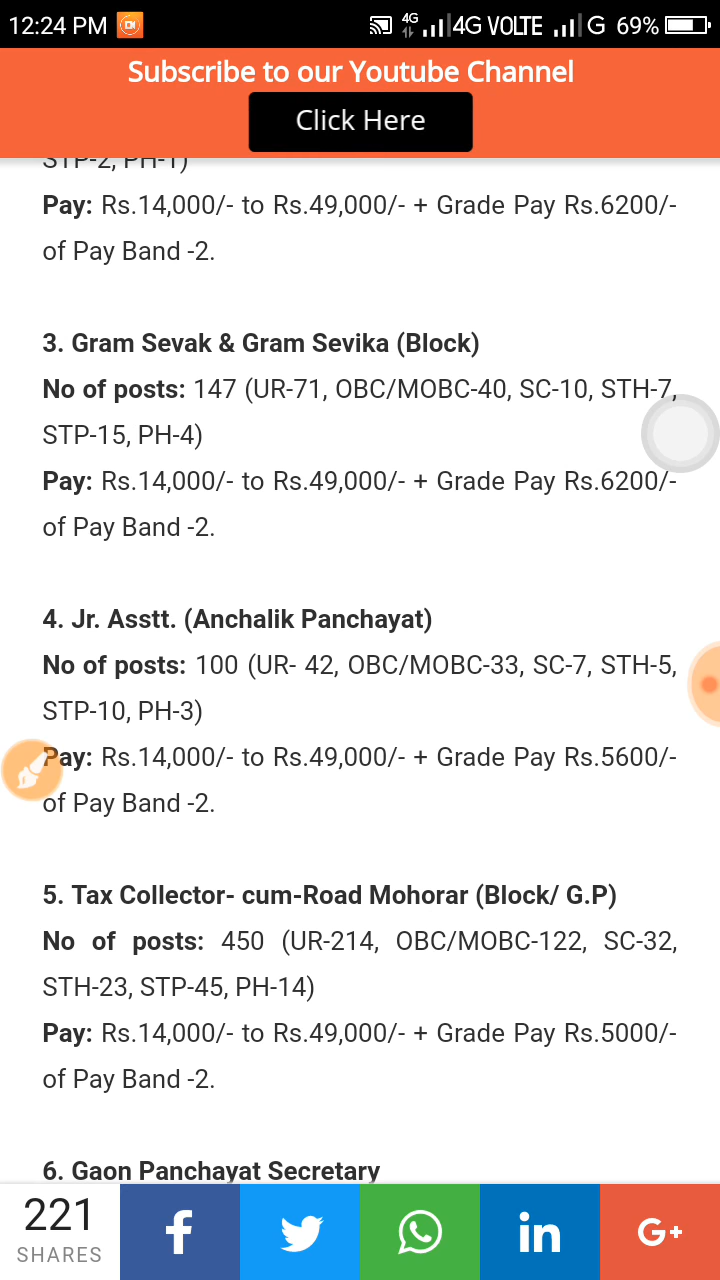 12:24 PM 4G 4G VOLTE G 69%
Subscribe to our Youtube Channel
Click Here
STP-2, PH-1)
Pay: Rs.14,000/- to Rs.49,000/- + Grade Pay Rs.6200/-
of Pay Band -2.
3. Gram Sevak & Gram Sevika (Block)
No of posts: 147 (UR-71, OBC/MOBC-40, SC-10, STH-7,
STP-15, PH-4)
Pay: Rs.14,000/- to Rs.49,000/- + Grade Pay Rs.6200/-
of Pay Band -2.
4. Jr. Asstt. (Anchalik Panchayat)
No of posts: 100 (UR- 42, OBC/MOBC-33, SC-7, STH-5,
STP-10, PH-3)
Pay: Rs.14,000/- to Rs.49,000/- + Grade Pay Rs.5600/-
of Pay Band -2.
5. Tax Collector- cum-Road Mohorar (Block/ G.P)
No of posts: 450 (UR-214, OBC/MOBC-122, SC-32,
STH-23, STP-45, PH-14)
Pay: Rs.14,000/- to Rs.49,000/- + Grade Pay Rs.5000/-
of Pay Band -2.
6. Gaon Panchayat Secretary
221
SHARES
f in G+